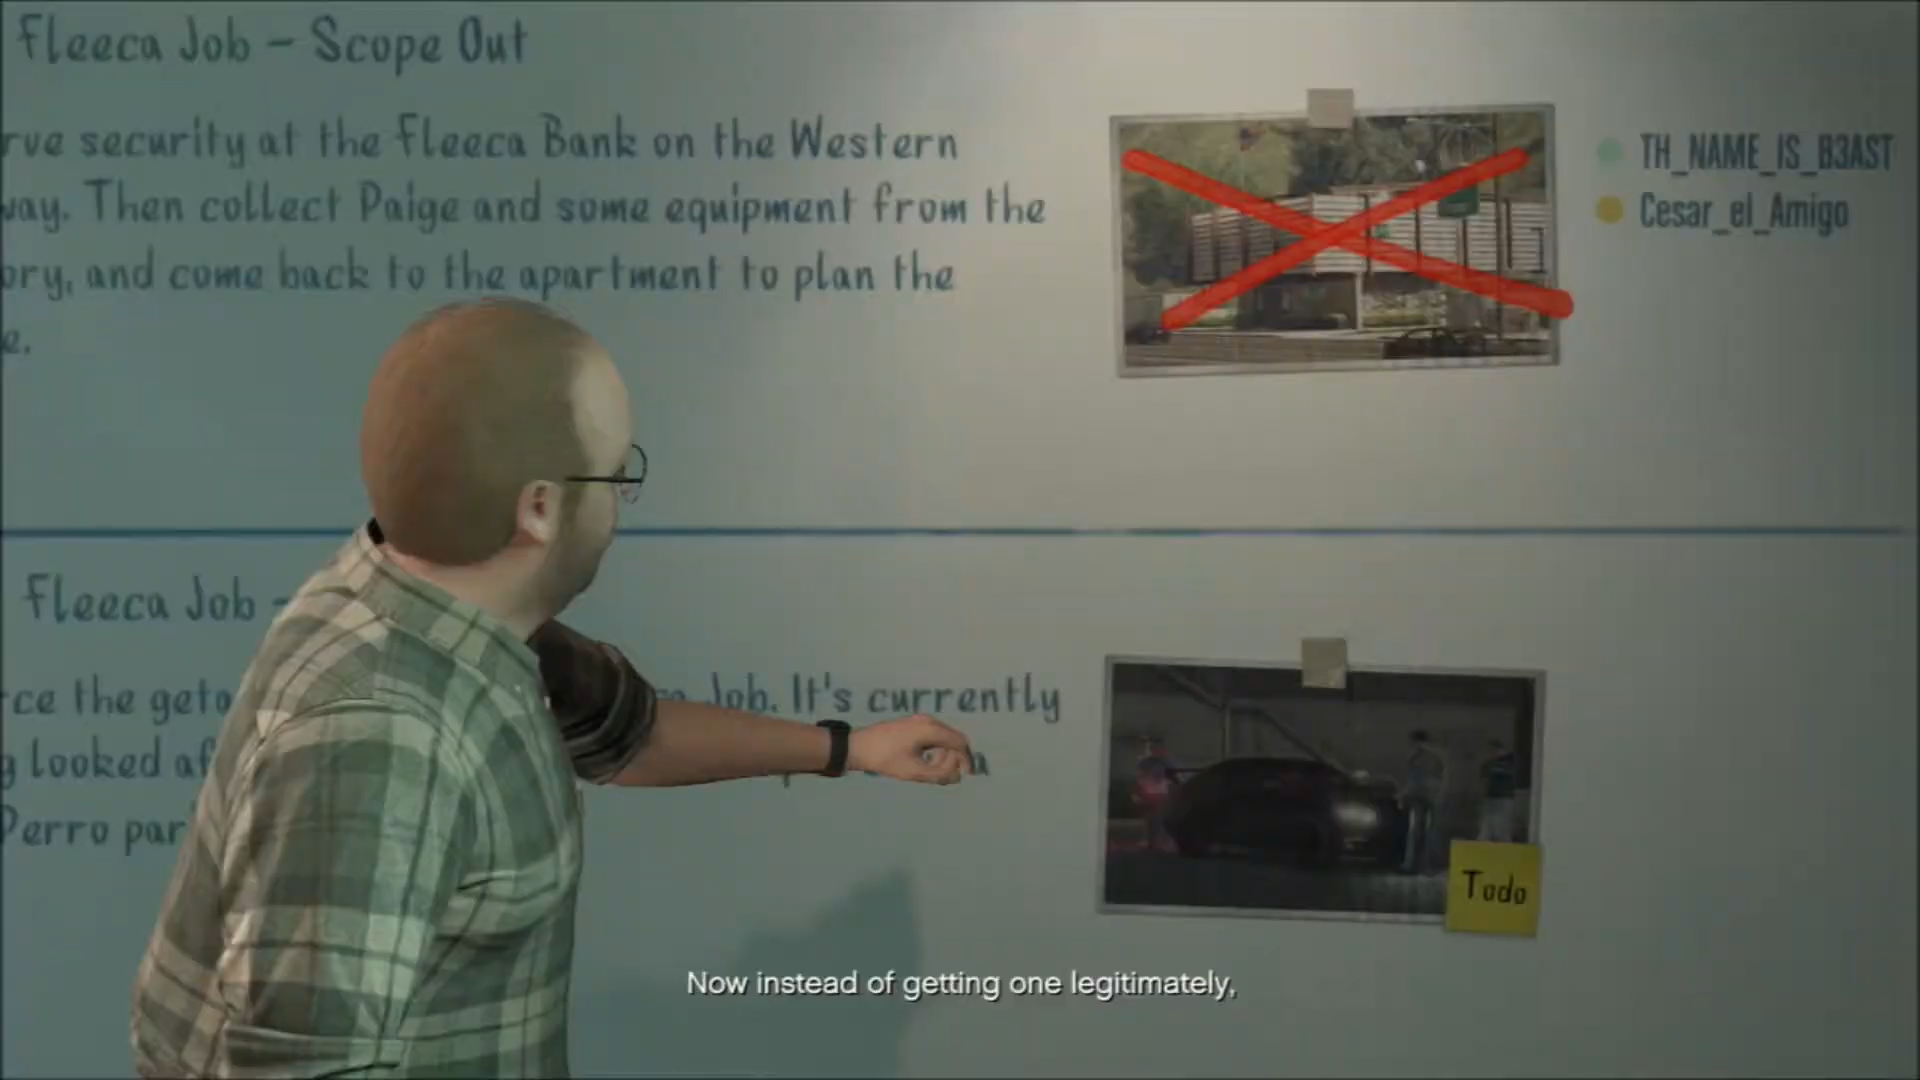 Fleeca Job - Scope Out
rve security at the Fleeca Bank on the Western
way. Then collect Paige and some equipment from the
ory, and come back to the apartment to plan the
e.
TH_NAME_IS_B3AST
Cesar_el_Amigo
Fleeca Job -
ce the geta Job. It's currently
g looked af a
Perro par
Todo
Now instead of getting one legitimately,